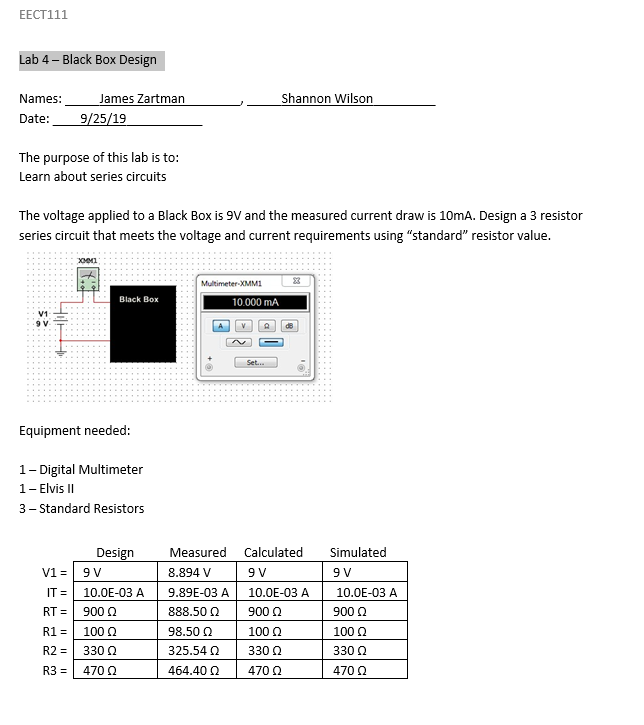 EECT111
Lab 4 – Black Box Design
Names: James Zartman , Shannon Wilson
Date: 9/25/19
The purpose of this lab is to:
Learn about series circuits
The voltage applied to a Black Box is 9V and the measured current draw is 10mA. Design a 3 resistor
series circuit that meets the voltage and current requirements using “standard” resistor value.
XMM1
V1
9 V
Black Box
Multimeter-XMM1
10.000 mA
A V Ω dB
+ Set... -
Equipment needed:
1 – Digital Multimeter
1 – Elvis II
3 – Standard Resistors
Design Measured Calculated Simulated
V1 = 9 V 8.894 V 9 V 9 V
IT = 10.0E-03 A 9.89E-03 A 10.0E-03 A 10.0E-03 A
RT = 900 Ω 888.50 Ω 900 Ω 900 Ω
R1 = 100 Ω 98.50 Ω 100 Ω 100 Ω
R2 = 330 Ω 325.54 Ω 330 Ω 330 Ω
R3 = 470 Ω 464.40 Ω 470 Ω 470 Ω